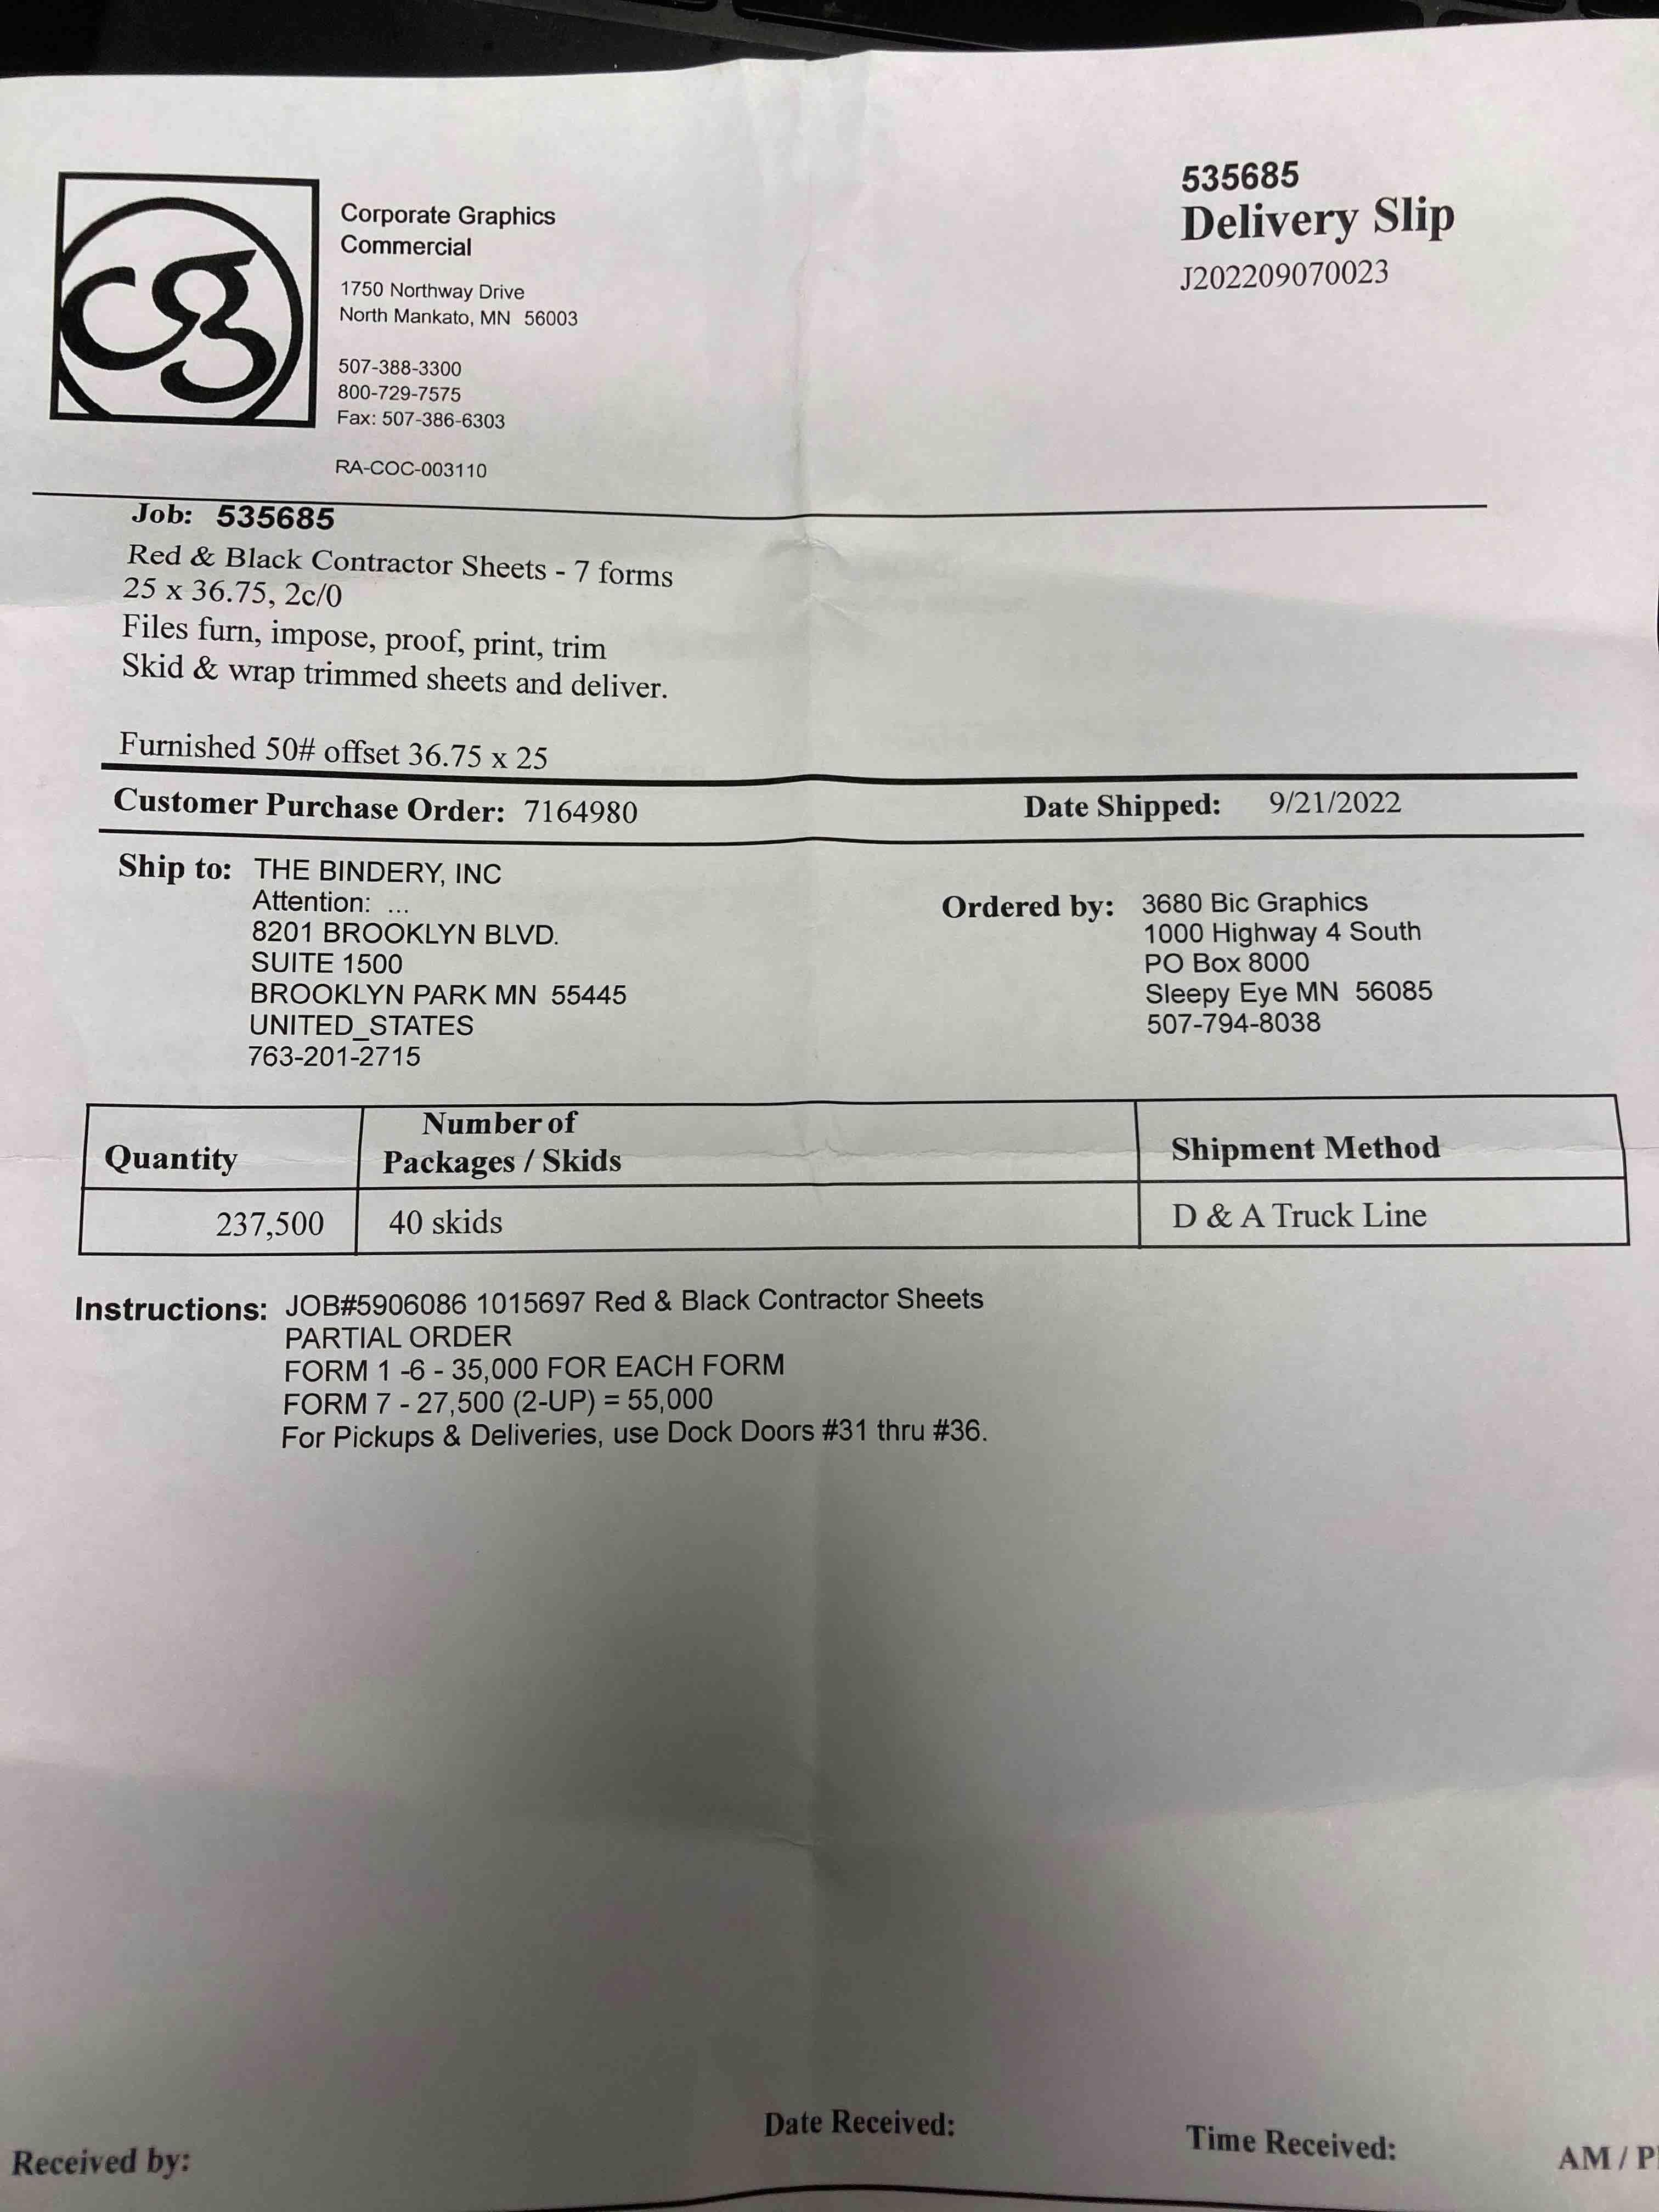 535685
Delivery Slip
J202209070023
cg
Corporate Graphics
Commercial
1750 Northway Drive
North Mankato, MN 56003
507-388-3300
800-729-7575
Fax: 507-386-6303
RA-COC-003110
Job: 535685
Red & Black Contractor Sheets - 7 forms
25 x 36.75, 2c/0
Files furn, impose, proof, print, trim
Skid & wrap trimmed sheets and deliver.
Furnished 50# offset 36.75 x 25
Customer Purchase Order: 7164980 Date Shipped: 9/21/2022
Ship to: THE BINDERY, INC
Attention: ...
8201 BROOKLYN BLVD.
SUITE 1500
BROOKLYN PARK MN 55445
UNITED_STATES
763-201-2715
Ordered by: 3680 Bic Graphics
1000 Highway 4 South
PO Box 8000
Sleepy Eye MN 56085
507-794-8038
Quantity Number of Packages / Skids Shipment Method
237,500 40 skids D & A Truck Line
Instructions: JOB#5906086 1015697 Red & Black Contractor Sheets
PARTIAL ORDER
FORM 1 -6 - 35,000 FOR EACH FORM
FORM 7 - 27,500 (2-UP) = 55,000
For Pickups & Deliveries, use Dock Doors #31 thru #36.
Received by: Date Received: Time Received: AM / P